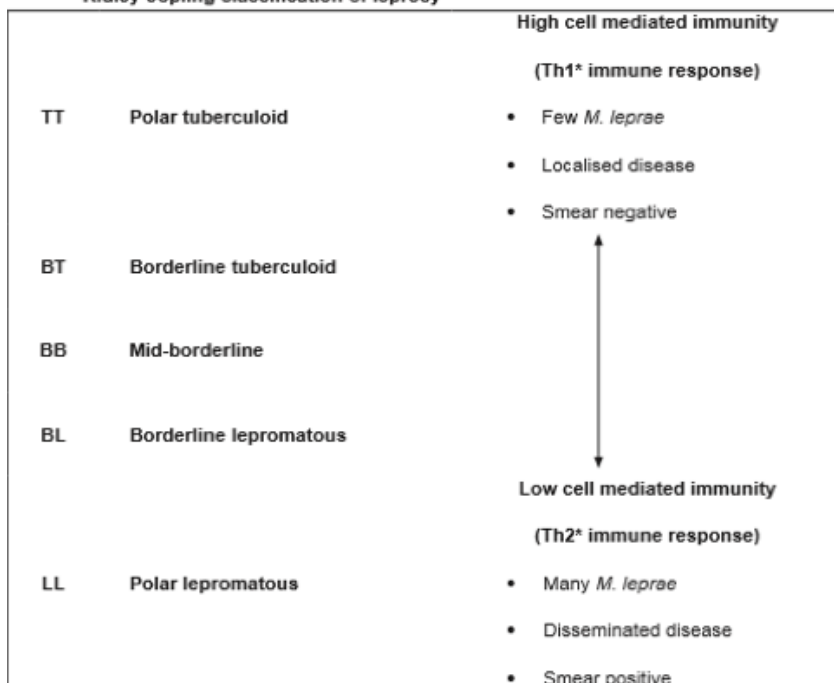 High cell mediated immunity
(Th1* immune response)
TT Polar tuberculoid • Few M. leprae
• Localised disease
• Smear negative
BT Borderline tuberculoid
BB Mid-borderline
BL Borderline lepromatous
Low cell mediated immunity
(Th2* immune response)
LL Polar lepromatous • Many M. leprae
• Disseminated disease
• Smear positive